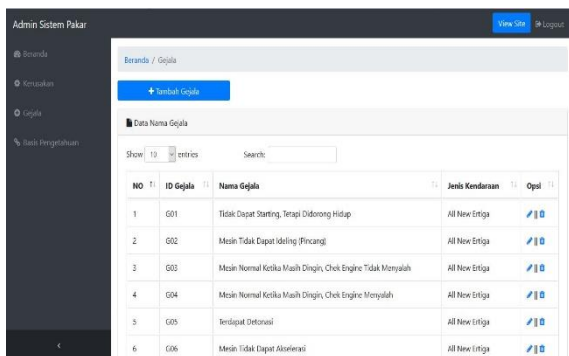 Admin Sistem Pakar
View Site Logout
Beranda
Kerusakan
Gejala
Basis Pengetahuan
Beranda / Gejala
+ Tambah Gejala
Data Nama Gejala
Show 10 entries Search:
NO ID Gejala Nama Gejala Jenis Kendaraan Opsi
1 G01 Tidak Dapat Starting, Tetapi Didorong Hidup All New Ertiga ||
2 G02 Mesin Tidak Dapat Ideling (Pincang) All New Ertiga ||
3 G03 Mesin Normal Ketika Masih Dingin, Chek Engine Tidak Menyalah All New Ertiga ||
4 G04 Mesin Normal Ketika Masih Dingin, Chek Engine Menyalah All New Ertiga ||
5 G05 Terdapat Detonasi All New Ertiga ||
6 G06 Mesin Tidak Dapat Akselerasi All New Ertiga ||